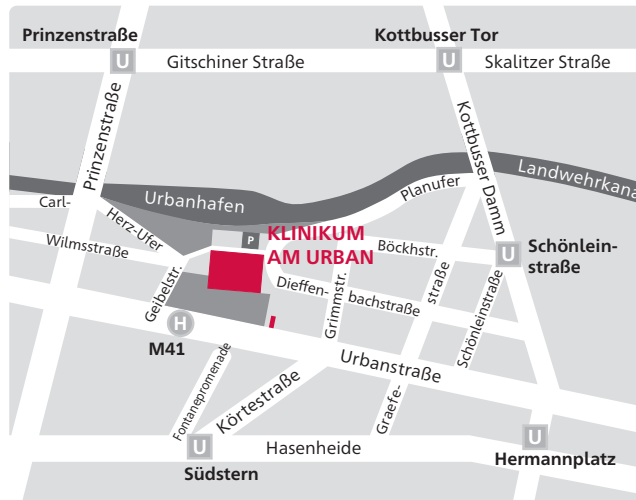 Prinzenstraße
Kottbusser Tor
U
Gitschiner Straße
U
Skalitzer Straße
Prinzenstraße
Kottbusser Damm
Landwehrkana
Planufer
Urbanhafen
Carl-
Herz-Ufer
P
KLINIKUM
AM URBAN
Wilmsstraße
Böckhstr.
U
Schönlein-
straße
Geibelstr.
Dieffen-
bachstraße
Grimmstr.
straße
Schönleinstraße
H
M41
Urbanstraße
Fontanepromenade
Körtestraße
Graefe-
U
Südstern
Hasenheide
U
Hermannplatz